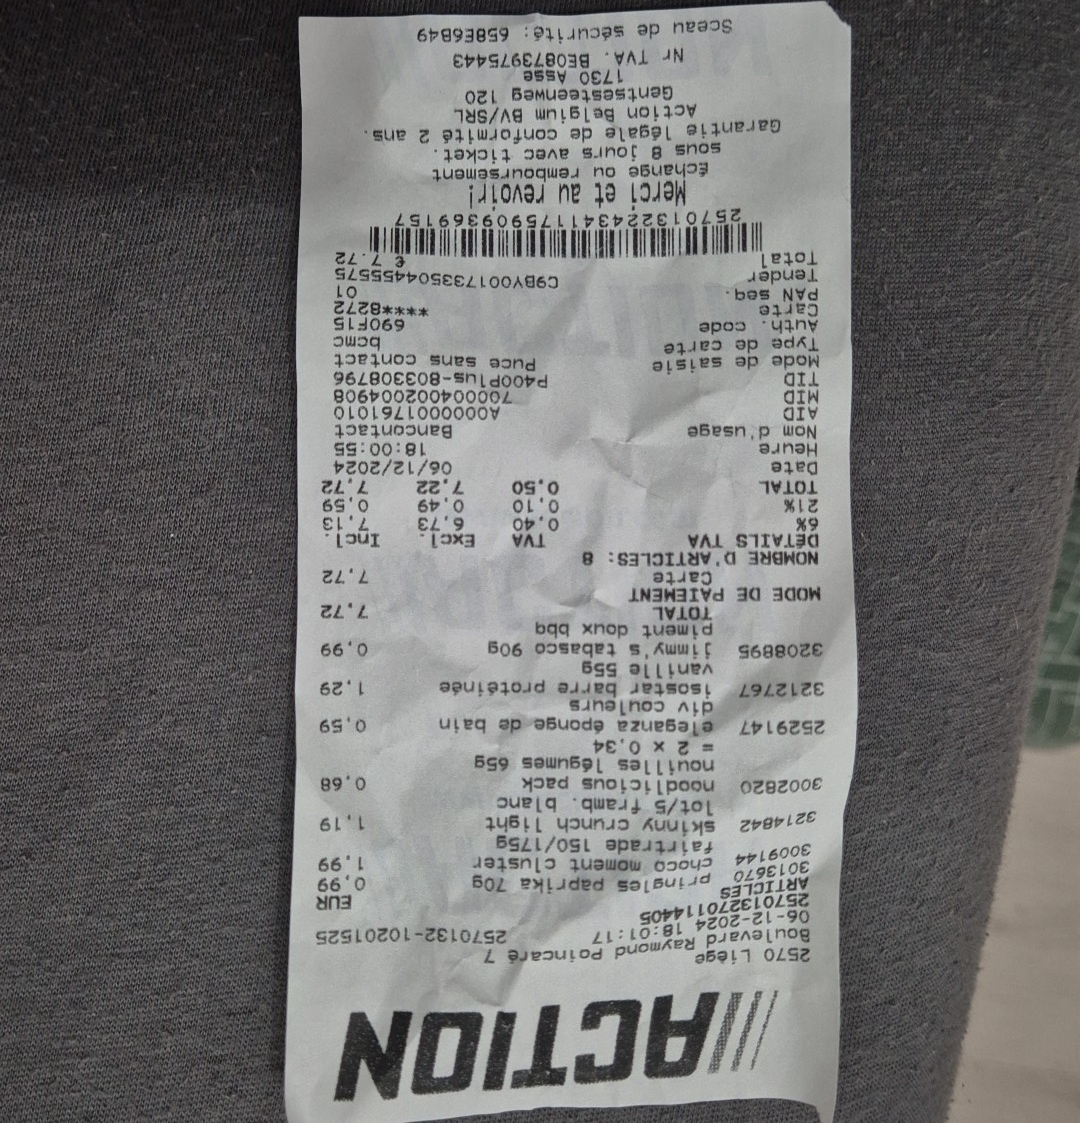 ACTION
2570 Liège
Boulevard Raymond Poincaré 7
06-12-2024 18:01:17 2570132-10201525
257013270114405
ARTICLES EUR
3013670 pringles paprika 70g 0,99
3009144 choco moment cluster 1,99
fairtrade 150/175g
3214842 skinny crunch light 1,19
lot/5 framb. blanc
3002820 noodlicious pack 0,68
nouilles légumes 65g
= 2 x 0,34
2529147 eleganza éponge de bain 0,59
div couleurs
3212767 isostar barre protéinée 1,29
vanille 55g
3208895 jimmy's tabasco 90g 0,99
piment doux bbq
TOTAL 7,72
MODE DE PAIEMENT
Carte 7,72
NOMBRE D'ARTICLES: 8
DÉTAILS TVA TVA Excl. Incl.
6% 0,40 6,73 7,13
21% 0,10 0,49 0,59
TOTAL 0,50 7,22 7,72
Date 06/12/2024
Heure 18:00:55
Nom d'usage Bancontact
AID A0000001761010
MID 7000040020004908
TID P400Plus-803308796
Mode de saisie Puce sans contact
Type de carte bcmc
Auth. code 690F15
Carte ****8272
PAN seq. 01
Tender C9BY001733504455575
Total € 7.72
2570132243411759093691 57
Merci et au revoir!
Échange ou remboursement
sous 8 jours avec ticket.
Garantie légale de conformité 2 ans.
Action Belgium BV/SRL
Gentsesteenweg 120
1730 Asse
Nr TVA. BE0873975443
Sceau de sécurité: 658E6B49